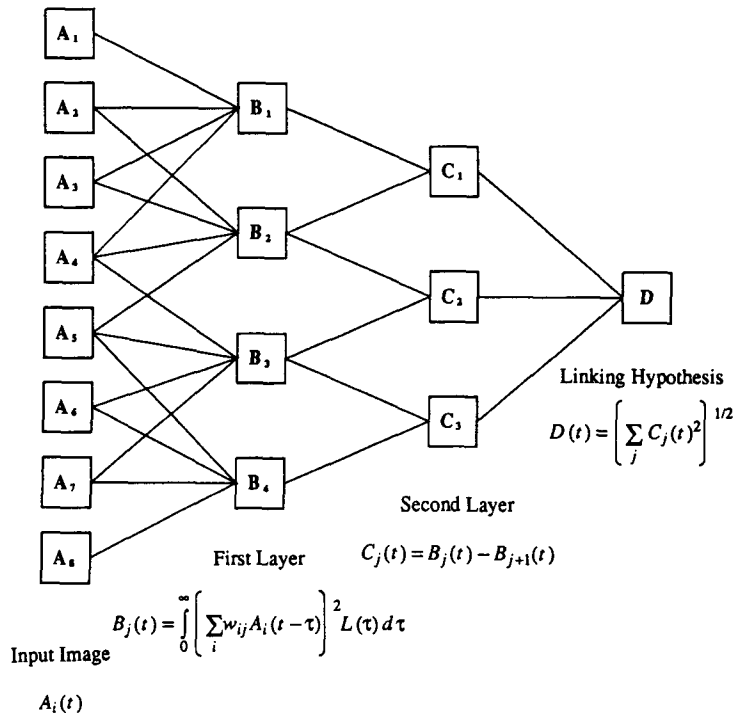 A₁
A₂
A₃
A₄
A₅
A₆
A₇
A₈
B₁
B₂
B₃
B₄
C₁
C₂
C₃
D
Linking Hypothesis
D(t) = (∑_j C_j(t)²)^{1/2}
Second Layer
C_j(t) = B_j(t) − B_{j+1}(t)
First Layer
B_j(t) = ∫_0^∞ (∑_i w_{ij} A_i(t − τ))² L(τ) dτ
Input Image
A_i(t)